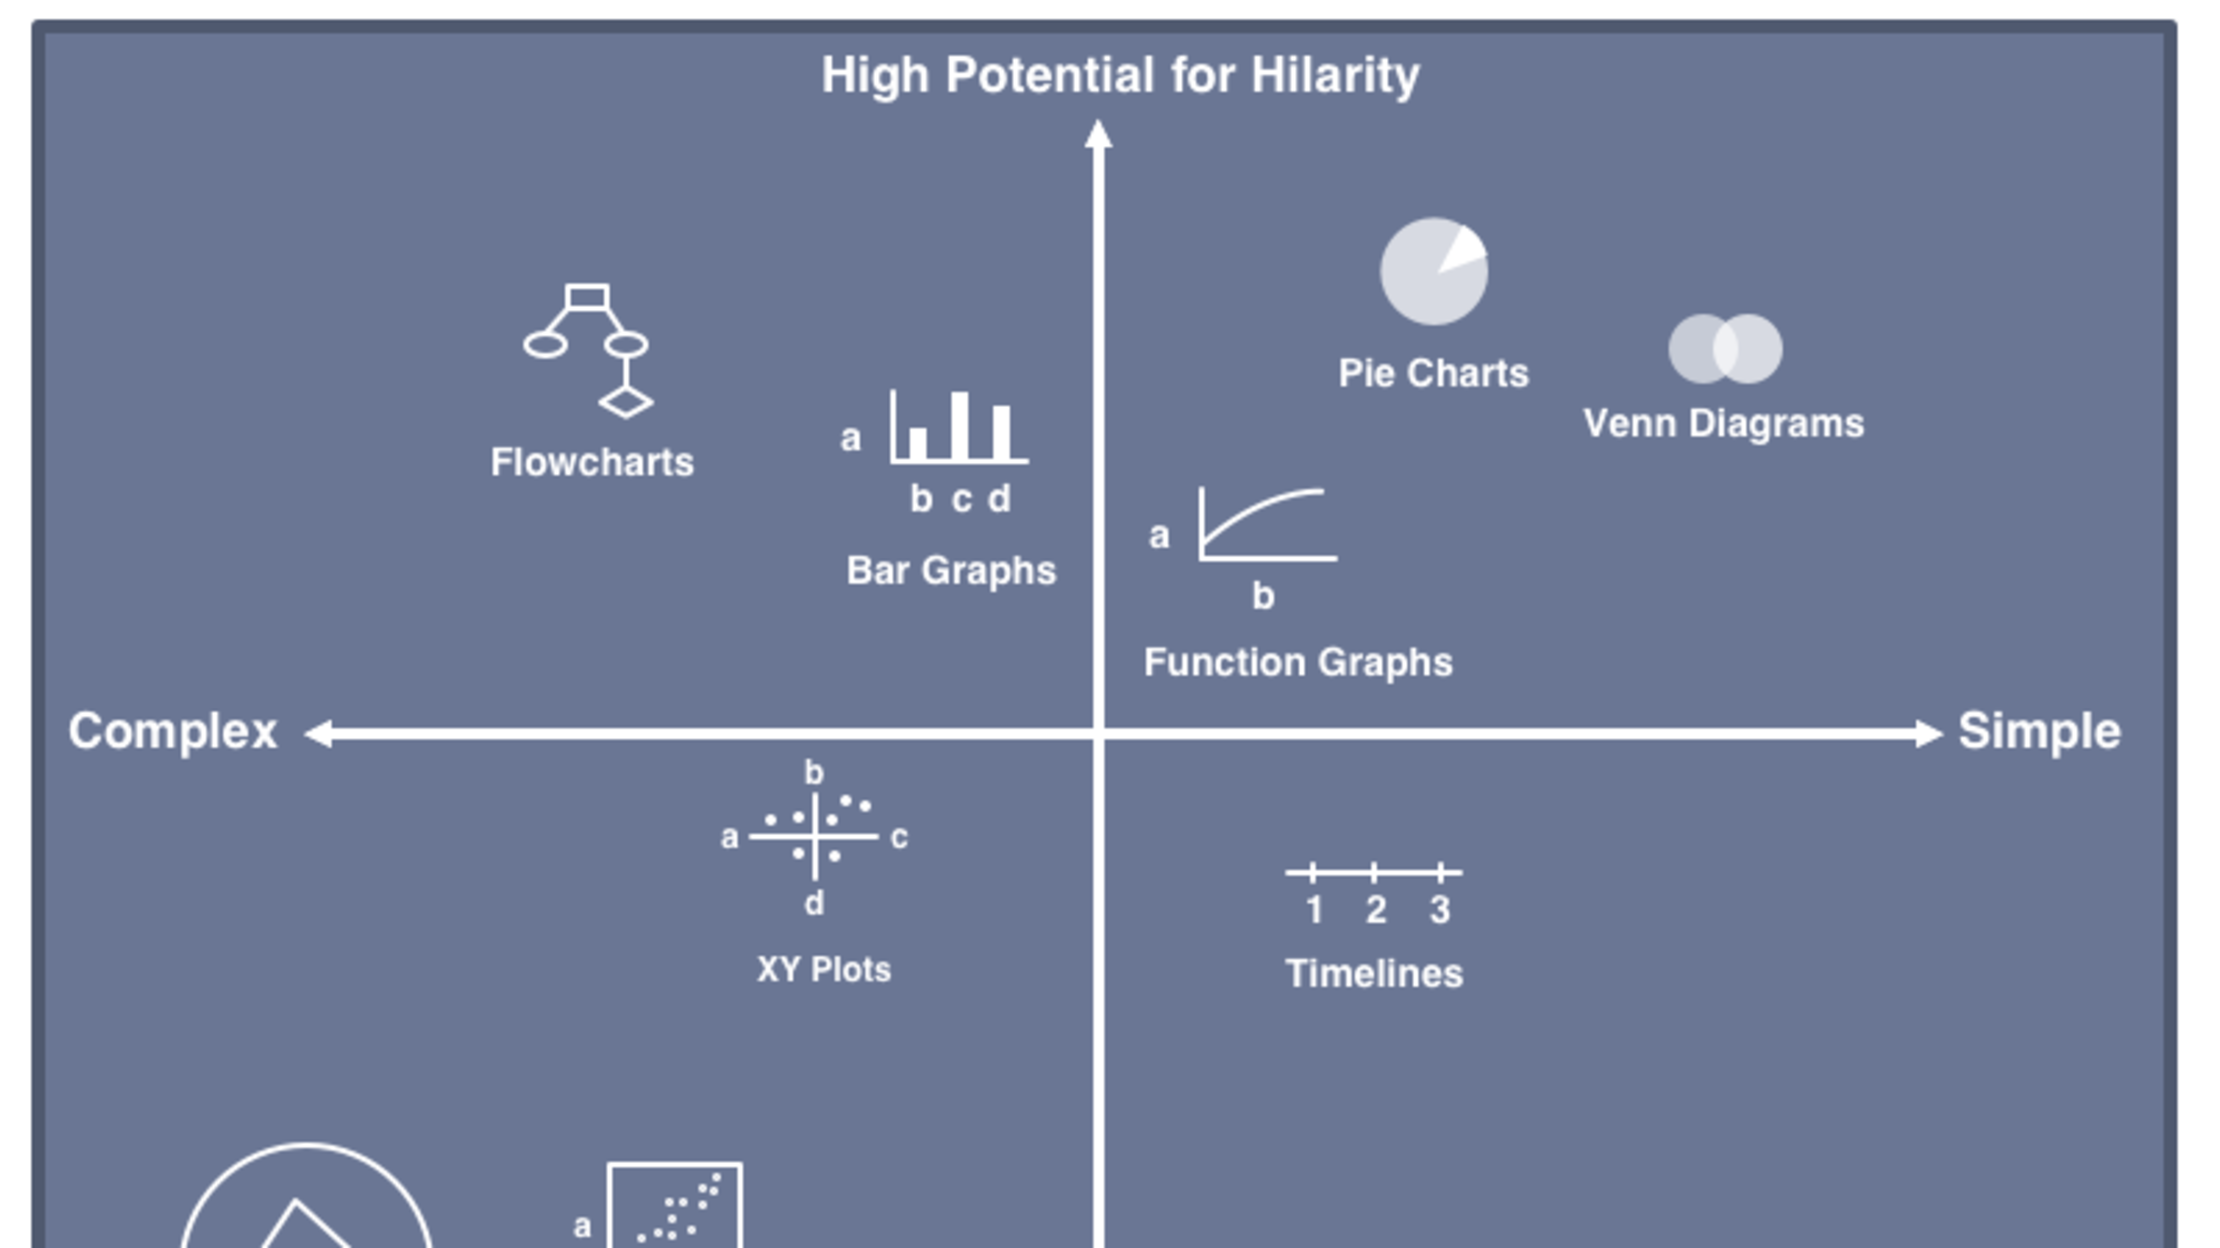 High Potential for Hilarity
Pie Charts
Venn Diagrams
Flowcharts
a
b c d
Bar Graphs
a
b
Function Graphs
Complex
Simple
b
a
c
d
XY Plots
1 2 3
Timelines
a